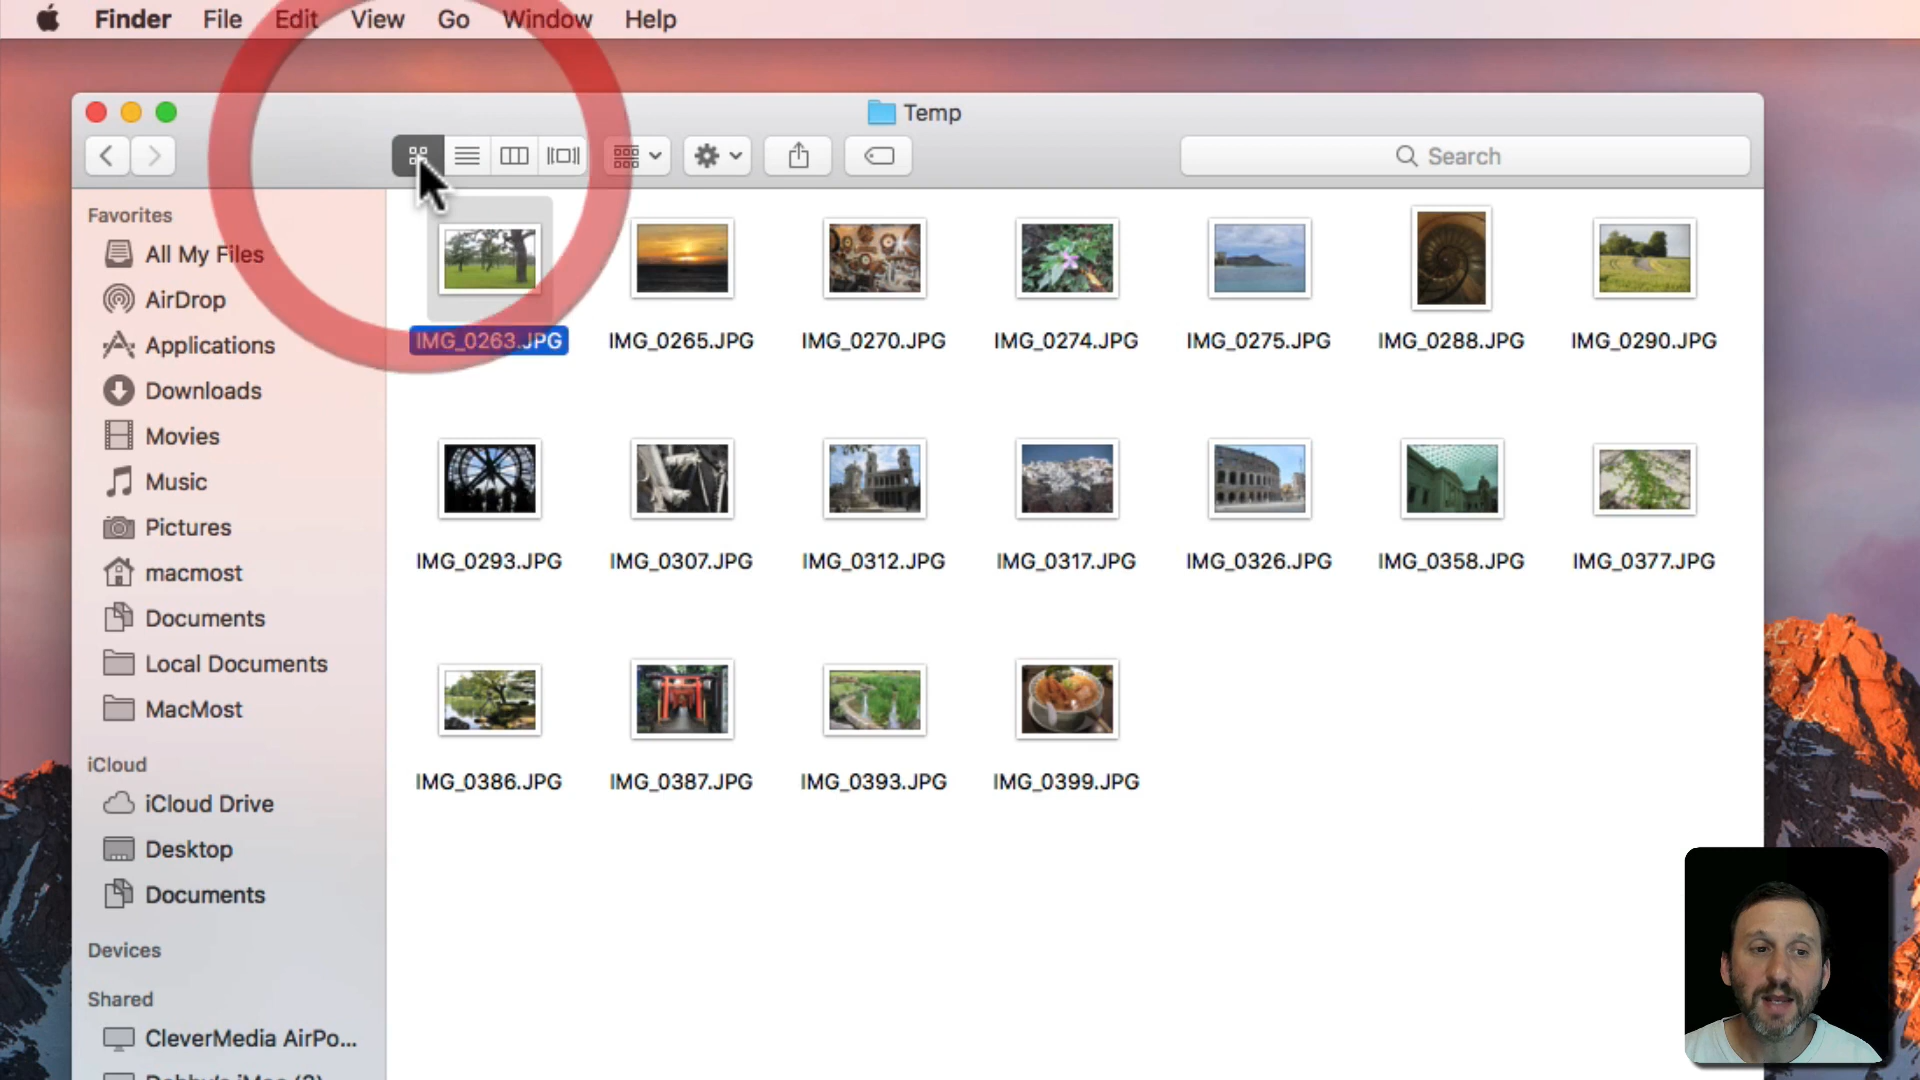 Finder File Edit View Go Window Help
Temp
Search
Favorites
All My Files
AirDrop
Applications
Downloads
Movies
Music
Pictures
macmost
Documents
Local Documents
MacMost
iCloud
iCloud Drive
Desktop
Documents
Devices
Shared
CleverMedia AirPo...
IMG_0263.JPG IMG_0265.JPG IMG_0270.JPG IMG_0274.JPG IMG_0275.JPG IMG_0288.JPG IMG_0290.JPG
IMG_0293.JPG IMG_0307.JPG IMG_0312.JPG IMG_0317.JPG IMG_0326.JPG IMG_0358.JPG IMG_0377.JPG
IMG_0386.JPG IMG_0387.JPG IMG_0393.JPG IMG_0399.JPG